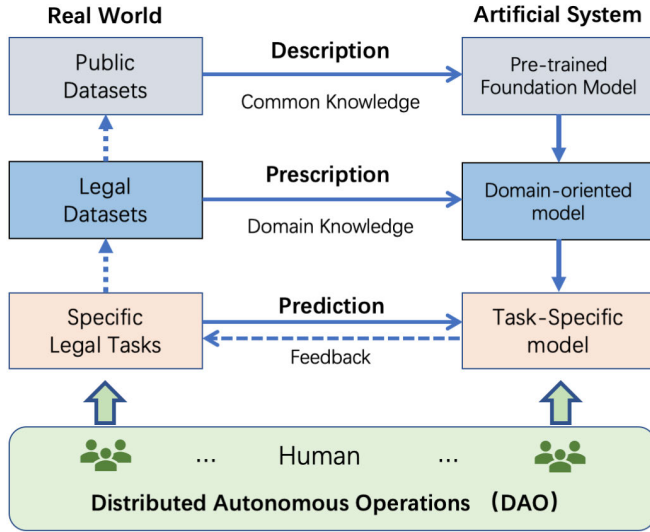 Real World
Artificial System
Public
Datasets
Description
Common Knowledge
Pre-trained
Foundation Model
Legal
Datasets
Prescription
Domain Knowledge
Domain-oriented
model
Specific
Legal Tasks
Prediction
Feedback
Task-Specific
model
... Human ...
Distributed Autonomous Operations （DAO）